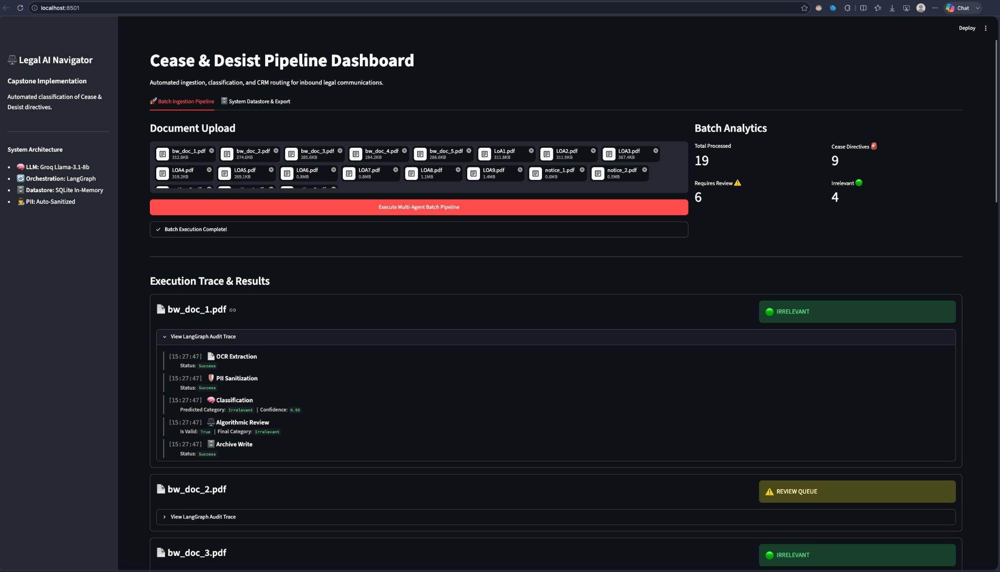 localhost:8501
Chat
Deploy
Legal AI Navigator
Capstone Implementation
Automated classification of Cease &
Desist directives.
System Architecture
LLM: Groq Llama-3.1-8b
Orchestration: LangGraph
Datastore: SQLite In-Memory
PII: Auto-Sanitized
Cease & Desist Pipeline Dashboard
Automated ingestion, classification, and CRM routing for inbound legal communications.
Batch Ingestion Pipeline System Datastore & Export
Document Upload
bw_doc_1.pdf bw_doc_2.pdf bw_doc_3.pdf bw_doc_4.pdf bw_doc_5.pdf LoA1.pdf LOA2.pdf LOA3.pdf
312.8KB 274.6KB 285.6KB 284.2KB 288.6KB 311.8KB 311.9KB 367.4KB
LOA4.pdf LOA5.pdf LOA6.pdf LOA7.pdf LOA8.pdf LOA9.pdf notice_1.pdf notice_2.pdf
319.2KB 269.1KB 0.8MB 0.8MB 1.1MB 1.4MB 0.6MB 0.5MB
Execute Multi-Agent Batch Pipeline
Batch Execution Complete!
Batch Analytics
Total Processed Cease Directives
19 9
Requires Review Irrelevant
6 4
Execution Trace & Results
bw_doc_1.pdf
IRRELEVANT
View LangGraph Audit Trace
[15:27:47] OCR Extraction
Status: Success
[15:27:47] PII Sanitization
Status: Success
[15:27:47] Classification
Predicted Category: Irrelevant | Confidence: 0.95
[15:27:47] Algorithmic Review
Is Valid: True | Final Category: Irrelevant
[15:27:47] Archive Write
Status: Success
bw_doc_2.pdf
REVIEW QUEUE
View LangGraph Audit Trace
bw_doc_3.pdf
IRRELEVANT